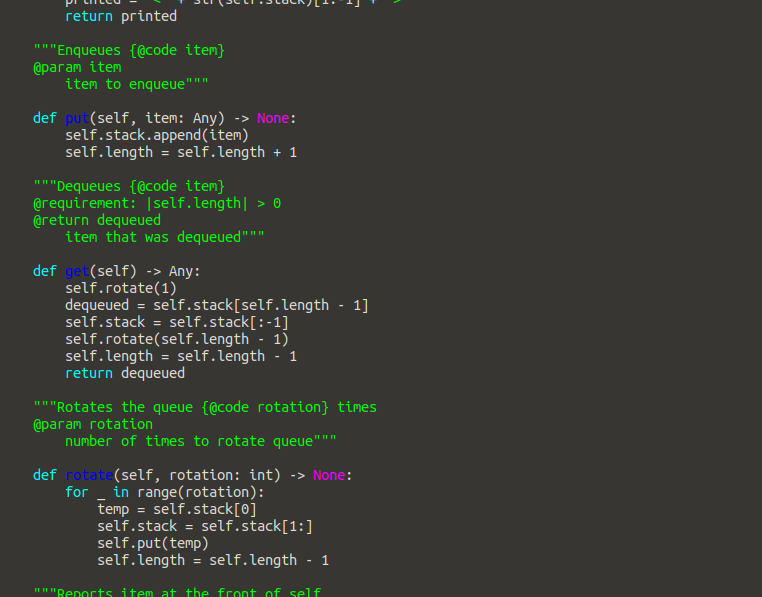 printed = "<" + str(self.stack)[1:-1] + ">"
return printed
"""Enqueues {@code item}
@param item
item to enqueue"""
def put(self, item: Any) -> None:
self.stack.append(item)
self.length = self.length + 1
"""Dequeues {@code item}
@requirement: |self.length| > 0
@return dequeued
item that was dequeued"""
def get(self) -> Any:
self.rotate(1)
dequeued = self.stack[self.length - 1]
self.stack = self.stack[:-1]
self.rotate(self.length - 1)
self.length = self.length - 1
return dequeued
"""Rotates the queue {@code rotation} times
@param rotation
number of times to rotate queue"""
def rotate(self, rotation: int) -> None:
for _ in range(rotation):
temp = self.stack[0]
self.stack = self.stack[1:]
self.put(temp)
self.length = self.length - 1
"""Reports item at the front of self